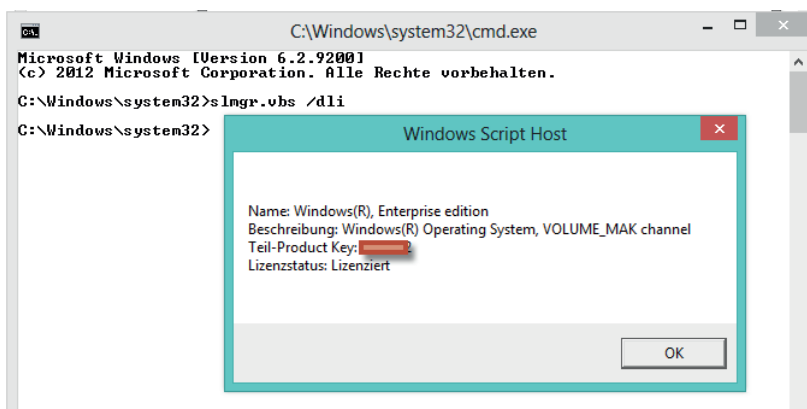 C:\Windows\system32\cmd.exe
Microsoft Windows [Version 6.2.9200]
(c) 2012 Microsoft Corporation. Alle Rechte vorbehalten.
C:\Windows\system32>slmgr.vbs /dli
C:\Windows\system32>
Windows Script Host
Name: Windows(R), Enterprise edition
Beschreibung: Windows(R) Operating System, VOLUME_MAK channel
Teil-Product Key:
Lizenzstatus: Lizenziert
OK